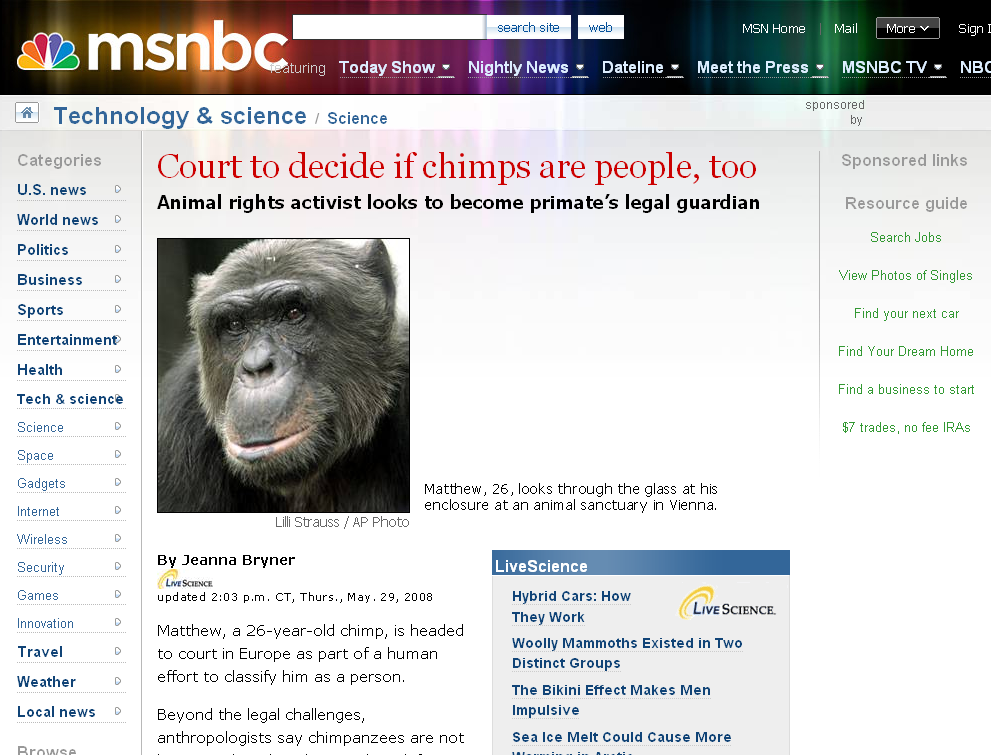 msnbc
search site
web
MSN Home | Mail
More
Sign I
featuring
Today Show
Nightly News
Dateline
Meet the Press
MSNBC TV
NBC
Technology & science / Science
sponsored
by
Categories
U.S. news
World news
Politics
Business
Sports
Entertainment
Health
Tech & science
Science
Space
Gadgets
Internet
Wireless
Security
Games
Innovation
Travel
Weather
Local news
Browse
Court to decide if chimps are people, too
Animal rights activist looks to become primate’s legal guardian
Lilli Strauss / AP Photo
Matthew, 26, looks through the glass at his
enclosure at an animal sanctuary in Vienna.
By Jeanna Bryner
LIVESCIENCE
updated 2:03 p.m. CT, Thurs., May. 29, 2008
Matthew, a 26-year-old chimp, is headed
to court in Europe as part of a human
effort to classify him as a person.
Beyond the legal challenges,
anthropologists say chimpanzees are not
LiveScience
LIVESCIENCE.
Hybrid Cars: How
They Work
Woolly Mammoths Existed in Two
Distinct Groups
The Bikini Effect Makes Men
Impulsive
Sea Ice Melt Could Cause More
Warming in Arctic
Sponsored links
Resource guide
Search Jobs
View Photos of Singles
Find your next car
Find Your Dream Home
Find a business to start
$7 trades, no fee IRAs